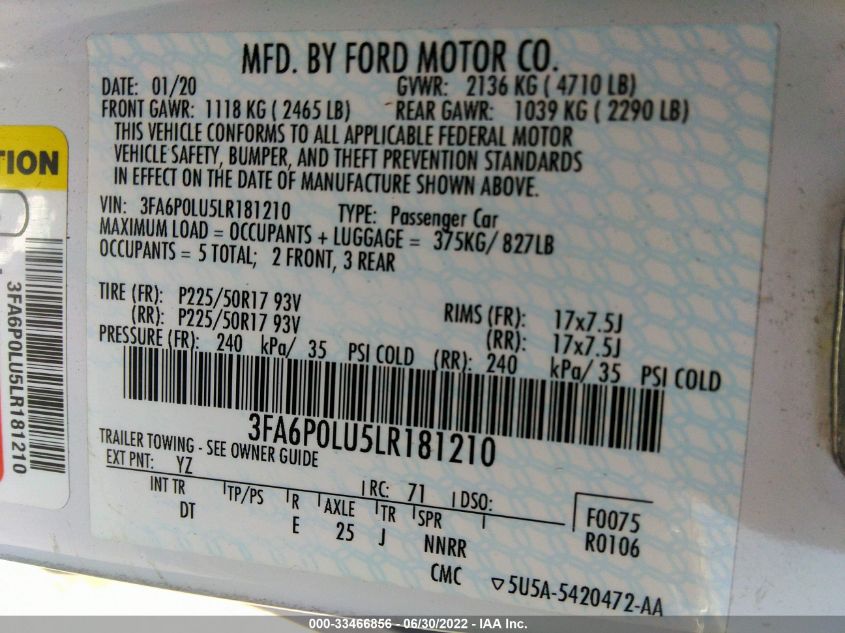 MFD. BY FORD MOTOR CO.
DATE: 01/20 GVWR: 2136 KG ( 4710 LB)
FRONT GAWR: 1118 KG ( 2465 LB) REAR GAWR: 1039 KG ( 2290 LB)
THIS VEHICLE CONFORMS TO ALL APPLICABLE FEDERAL MOTOR
VEHICLE SAFETY, BUMPER, AND THEFT PREVENTION STANDARDS
IN EFFECT ON THE DATE OF MANUFACTURE SHOWN ABOVE.
VIN: 3FA6P0LU5LR181210 TYPE: Passenger Car
MAXIMUM LOAD = OCCUPANTS + LUGGAGE = 375KG/ 827LB
OCCUPANTS = 5 TOTAL; 2 FRONT, 3 REAR
TIRE (FR): P225/50R17 93V RIMS (FR): 17x7.5J
(RR): P225/50R17 93V (RR): 17x7.5J
PRESSURE (FR): 240 kPa/ 35 PSI COLD (RR): 240 kPa/ 35 PSI COLD
3FA6P0LU5LR181210
TRAILER TOWING - SEE OWNER GUIDE
EXT PNT: YZ RC: 71 DSO:
INT TR TP/PS R AXLE TR SPR F0075
DT E 25 J NNRR R0106
CMC 5U5A-5420472-AA
TION
3FA6P0LU5LR181210
000-33466856 - 06/30/2022 - IAA Inc.